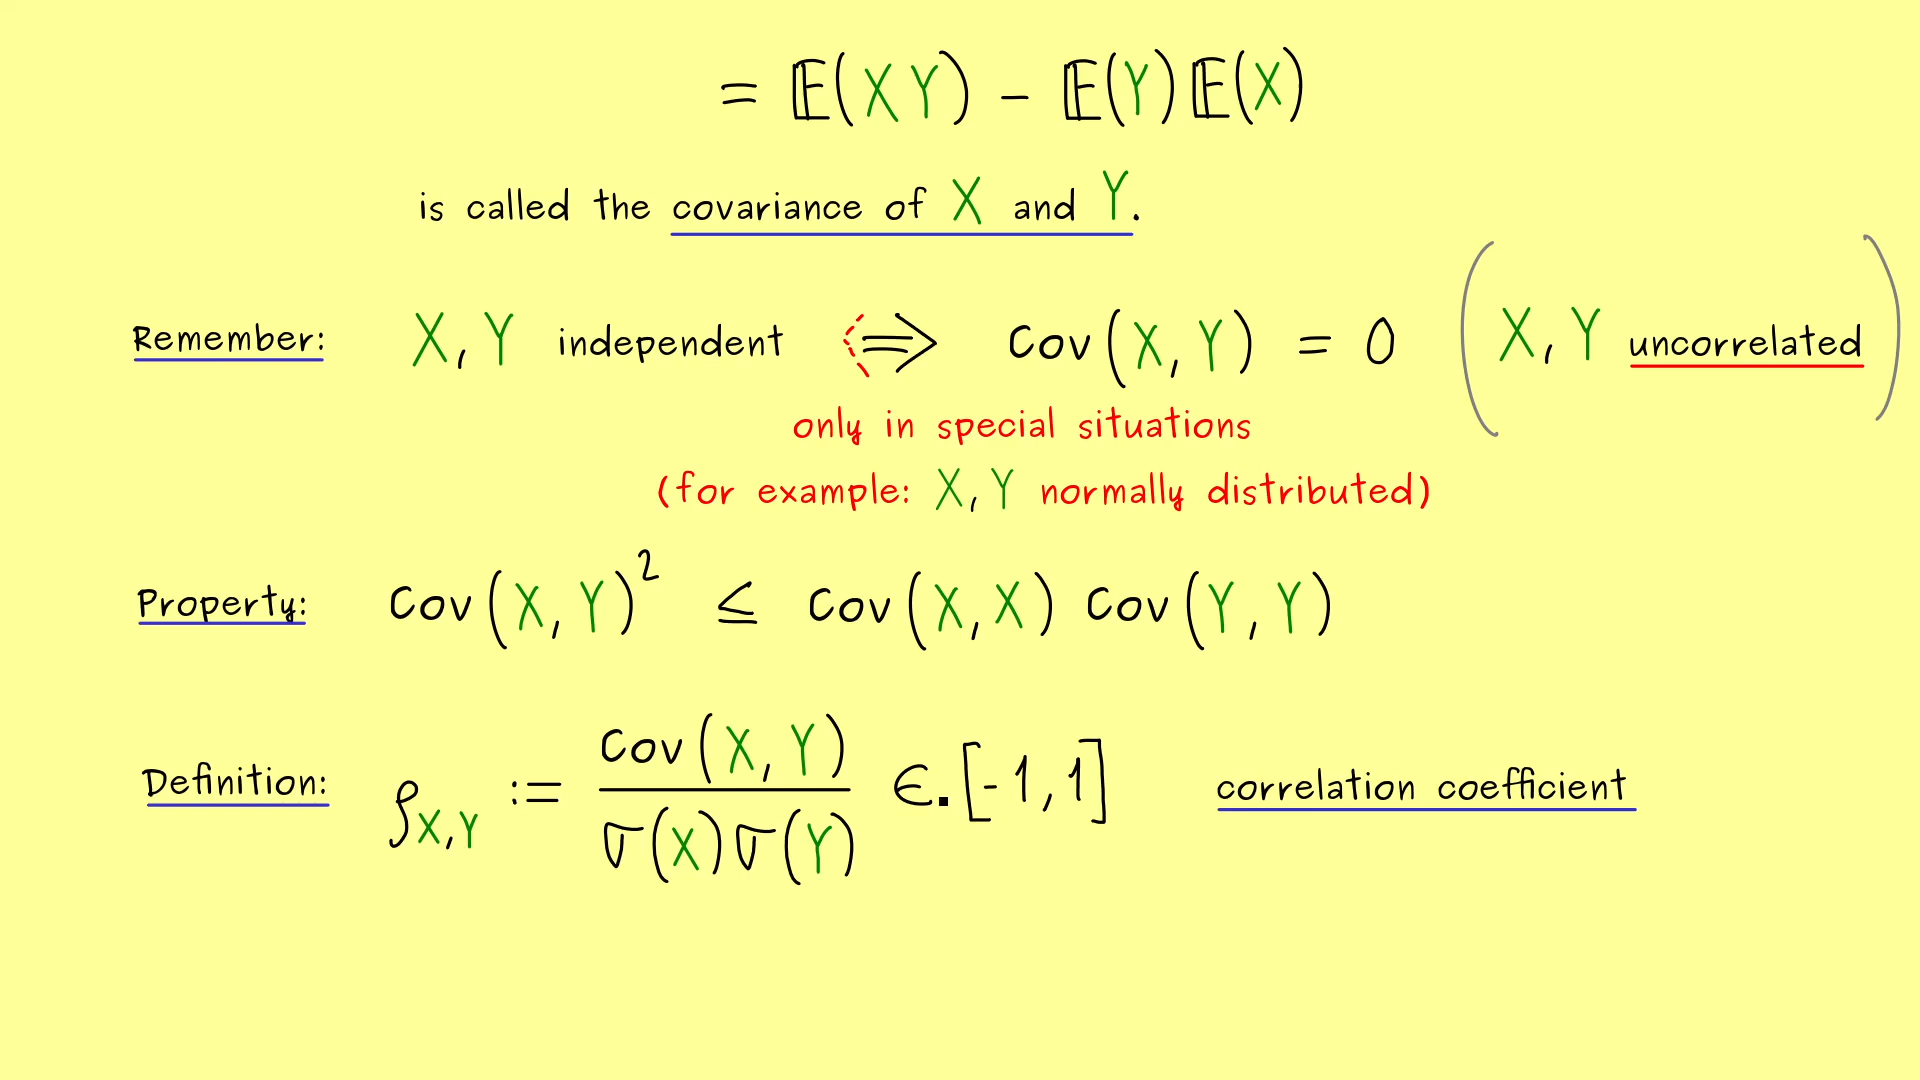 = 𝔼(XY) − 𝔼(Y)𝔼(X)
is called the covariance of X and Y.
Remember: X, Y independent ⇔ Cov(X, Y) = 0 (X, Y uncorrelated)
only in special situations
(for example: X, Y normally distributed)
Property: Cov(X, Y)² ≤ Cov(X, X) Cov(Y, Y)
Definition: ρ_X,Y := Cov(X, Y) / σ(X)σ(Y) ∈ [-1, 1] correlation coefficient